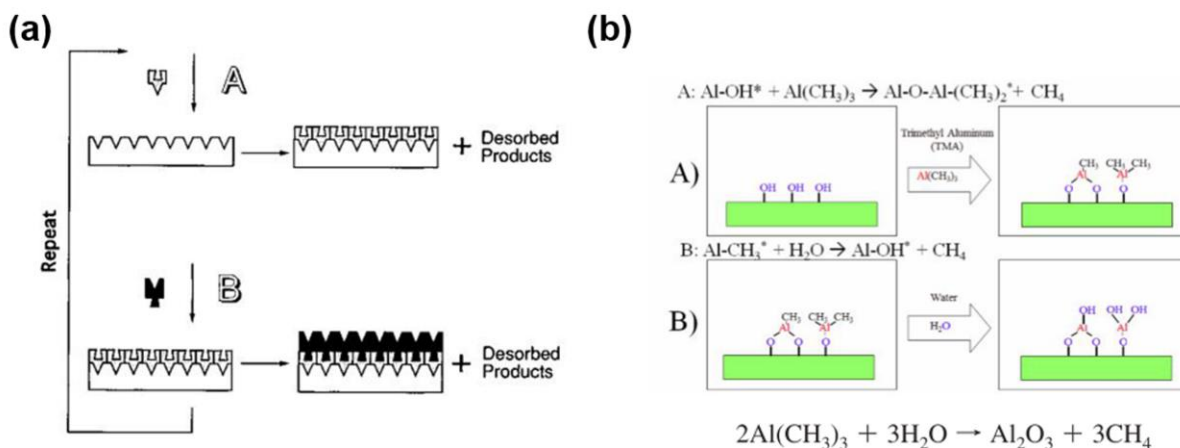 (a)
A
Desorbed
Products
Repeat
B
Desorbed
Products
(b)
A: Al-OH* + Al(CH₃)₃ → Al-O-Al-(CH₃)₂* + CH₄
A)
OH OH OH
Trimethyl Aluminum
(TMA)
Al(CH₃)₃
CH₃ CH₃ CH₃
Al Al
O O O
B: Al-CH₃* + H₂O → Al-OH* + CH₄
B)
CH₃ CH₃ CH₃
Al Al
O O O
Water
H₂O
OH OH OH
Al Al
O O O
2Al(CH₃)₃ + 3H₂O → Al₂O₃ + 3CH₄